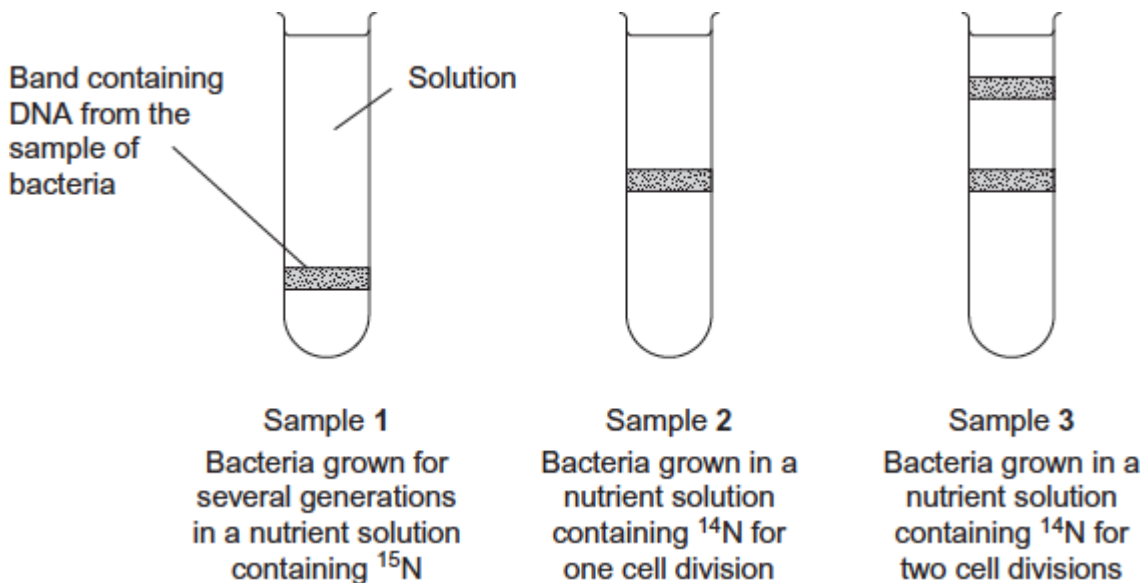 Band containing
DNA from the
sample of
bacteria
Solution
Sample 1
Bacteria grown for
several generations
in a nutrient solution
containing ¹⁵N
Sample 2
Bacteria grown in a
nutrient solution
containing ¹⁴N for
one cell division
Sample 3
Bacteria grown in a
nutrient solution
containing ¹⁴N for
two cell divisions